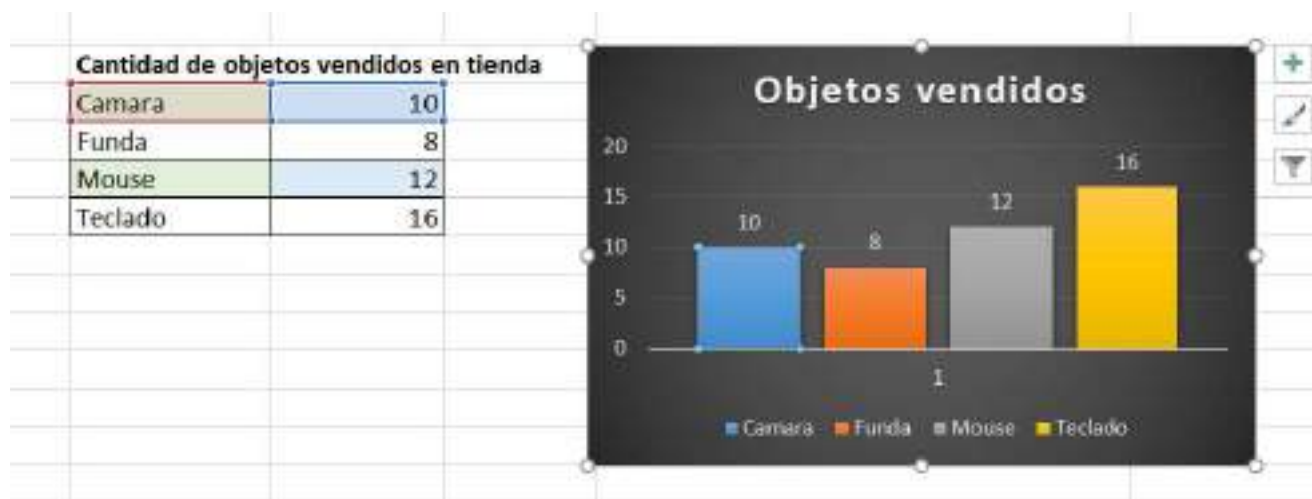 Cantidad de objetos vendidos en tienda
Camara 10
Funda 8
Mouse 12
Teclado 16
Objetos vendidos
20
15
10
5
0
10
8
12
16
1
Camara Funda Mouse Teclado